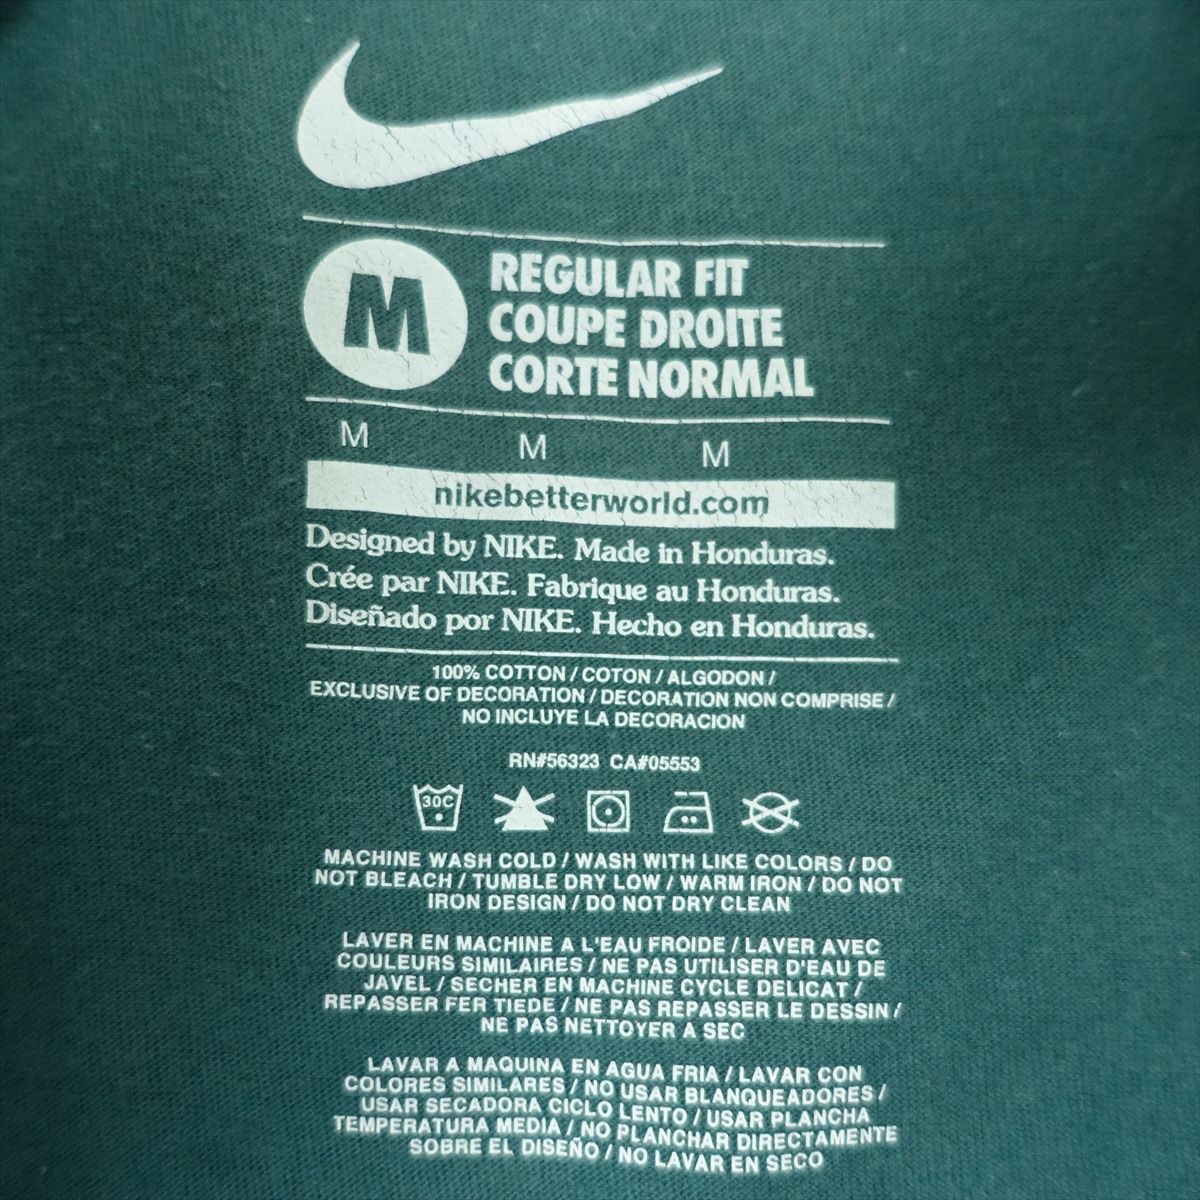 M
REGULAR FIT
COUPE DROITE
CORTE NORMAL
M M M
nikebetterworld.com
Designed by NIKE. Made in Honduras.
Crée par NIKE. Fabrique au Honduras.
Diseñado por NIKE. Hecho en Honduras.
100% COTTON / COTON / ALGODON /
EXCLUSIVE OF DECORATION / DECORATION NON COMPRISE /
NO INCLUYE LA DECORACION
RN#56323 CA#05553
30C
MACHINE WASH COLD / WASH WITH LIKE COLORS / DO
NOT BLEACH / TUMBLE DRY LOW / WARM IRON / DO NOT
IRON DESIGN / DO NOT DRY CLEAN
LAVER EN MACHINE A L'EAU FROIDE / LAVER AVEC
COULEURS SIMILAIRES / NE PAS UTILISER D'EAU DE
JAVEL / SECHER EN MACHINE CYCLE DELICAT /
REPASSER FER TIEDE / NE PAS REPASSER LE DESSIN /
NE PAS NETTOYER A SEC
LAVAR A MAQUINA EN AGUA FRIA / LAVAR CON
COLORES SIMILARES / NO USAR BLANQUEADORES /
USAR SECADORA CICLO LENTO / USAR PLANCHA
TEMPERATURA MEDIA / NO PLANCHAR DIRECTAMENTE
SOBRE EL DISEÑO / NO LAVAR EN SECO